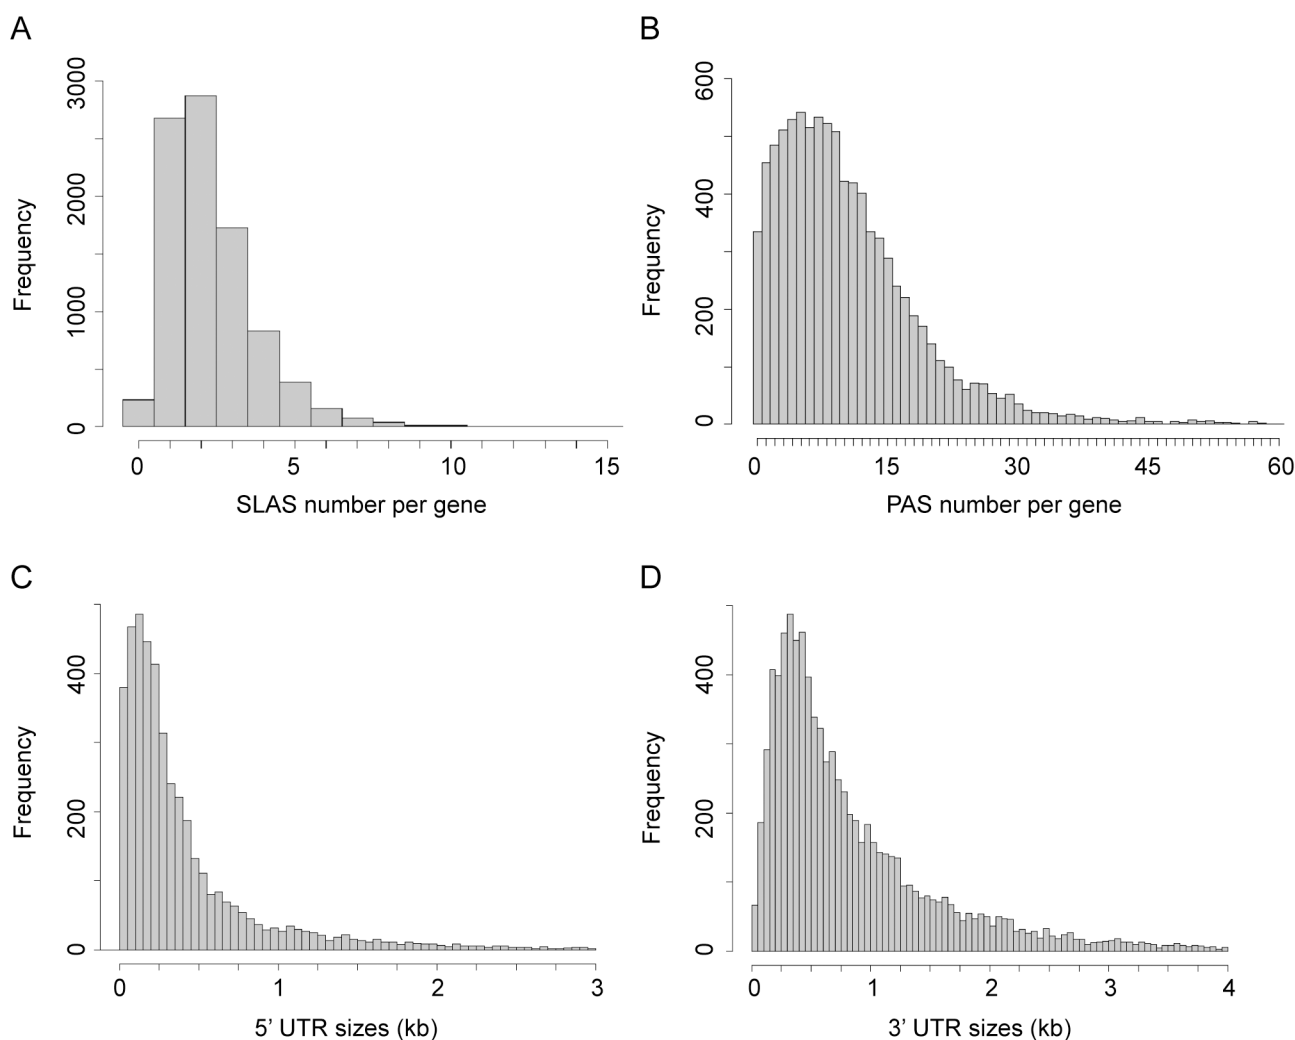 A
Frequency
0
1000
2000
3000
0
5
10
15
SLAS number per gene
B
Frequency
0
200
400
600
0
15
30
45
60
PAS number per gene
C
Frequency
0
200
400
0
1
2
3
5’ UTR sizes (kb)
D
Frequency
0
200
400
0
1
2
3
4
3’ UTR sizes (kb)